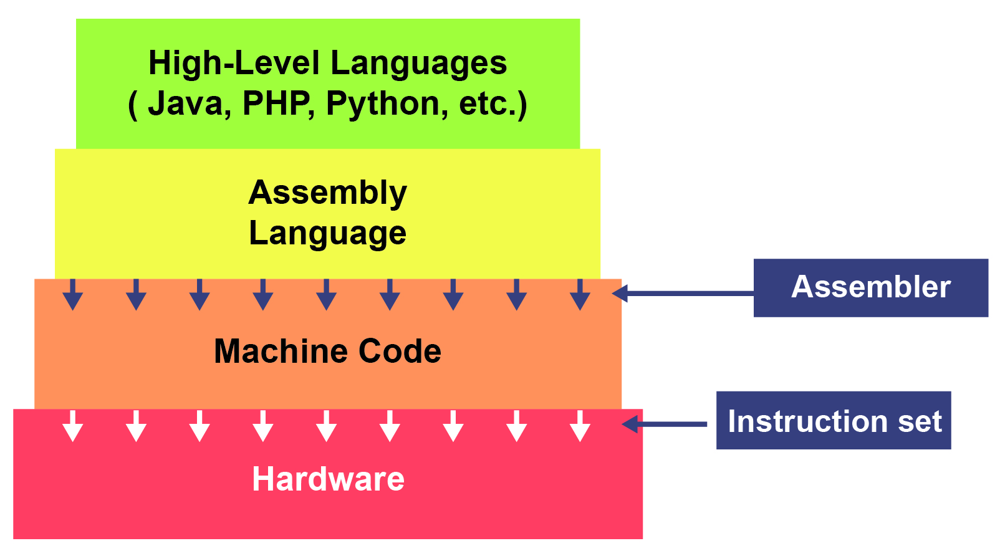 High-Level Languages
( Java, PHP, Python, etc.)
Assembly
Language
Assembler
Machine Code
Instruction set
Hardware